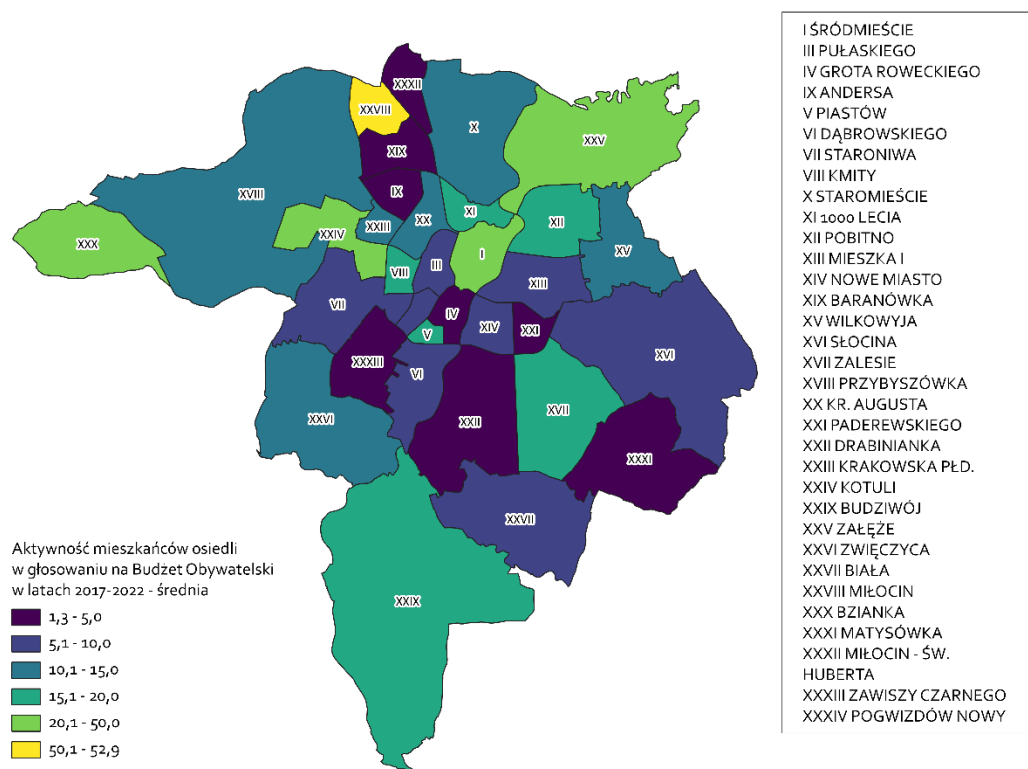 I ŚRÓDMIEŚCIE
III PUŁASKIEGO
IV GROTA ROWECKIEGO
IX ANDERSA
V PIASTÓW
VI DĄBROWSKIEGO
VII STARONIWA
VIII KMITY
X STAROMIEŚCIE
XI 1000 LECIA
XII POBITNO
XIII MIESZKA I
XIV NOWE MIASTO
XIX BARANÓWKA
XV WILKOWYJA
XVI SŁOCINA
XVII ZALESIE
XVIII PRZYBYSZÓWKA
XX KR. AUGUSTA
XXI PADEREWSKIEGO
XXII DRABINIANKA
XXIII KRAKOWSKA PŁD.
XXIV KOTULI
XXIX BUDZIWÓJ
XXV ZAŁĘŻE
XXVI ZWIĘCZYCA
XXVII BIAŁA
XXVIII MIŁOCIN
XXX BZIANKA
XXXI MATYSÓWKA
XXXII MIŁOCIN - ŚW.
HUBERTA
XXXIII ZAWISZY CZARNEGO
XXXIV POGWIZDÓW NOWY
XXXII
XXVIII
X
XXV
XIX
XVIII
IX
XI
XX
XXIII
XII
XXIV
XXX
I
XV
III
VIII
XIII
VII
IV
XIV
XXI
V
XVI
XXXIII
VI
XXII
XVII
XXVI
XXXI
XXVII
XXIX
Aktywność mieszkańców osiedli
w głosowaniu na Budżet Obywatelski
w latach 2017-2022 - średnia
1,3 - 5,0
5,1 - 10,0
10,1 - 15,0
15,1 - 20,0
20,1 - 50,0
50,1 - 52,9